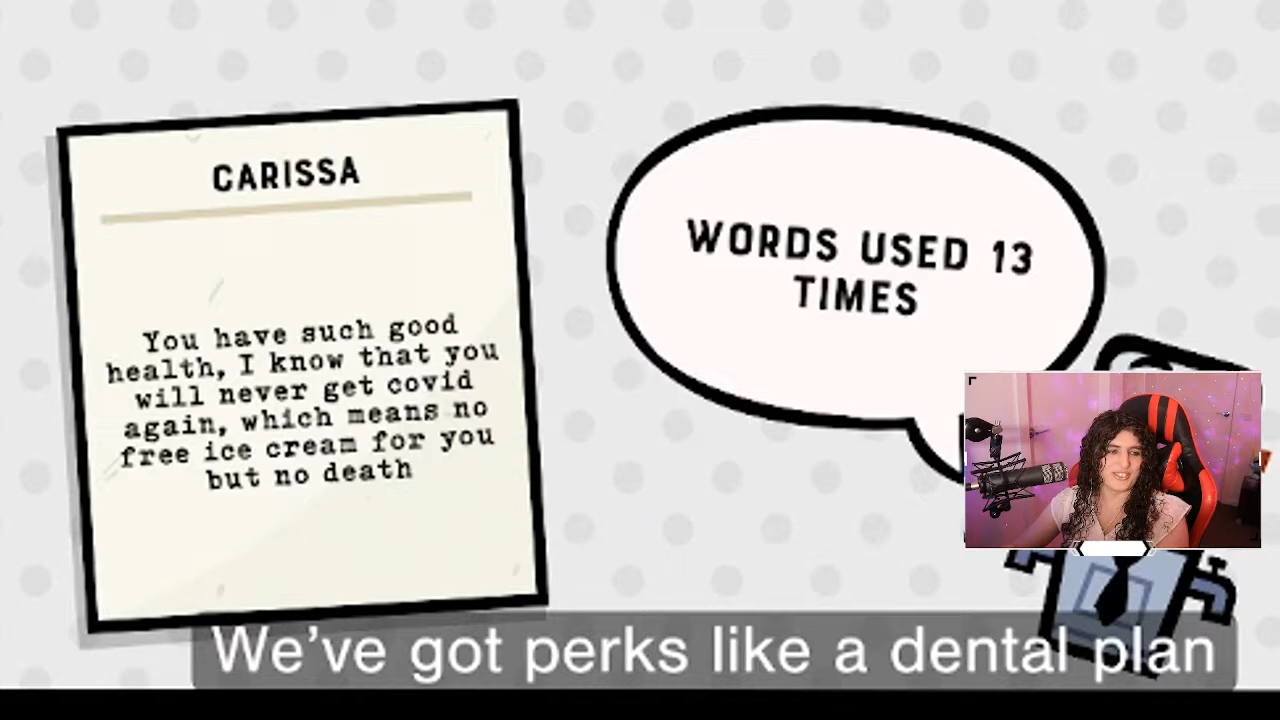 CARISSA
You have such good
health, I know that you
will never get covid
again, which means no
free ice cream for you
but no death
WORDS USED 13
TIMES
We've got perks like a dental plan